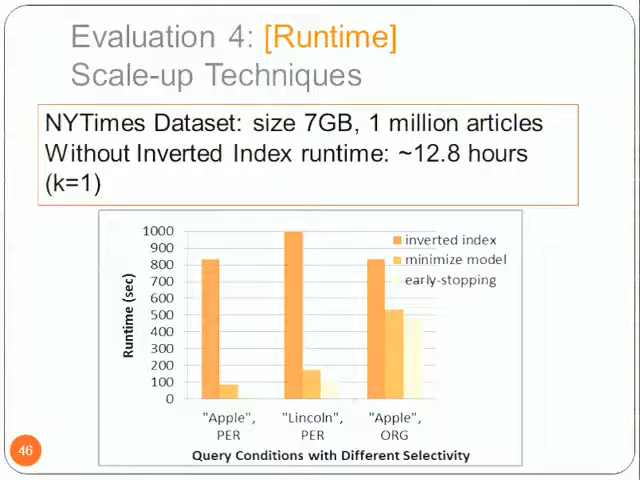 Evaluation 4: [Runtime]
Scale-up Techniques
NYTimes Dataset: size 7GB, 1 million articles
Without Inverted Index runtime: ~12.8 hours
(k=1)
1000
900
800
700
600
500
400
300
200
100
0
Runtime (sec)
inverted index
minimize model
early-stopping
"Apple", PER
"Lincoln", PER
"Apple", ORG
Query Conditions with Different Selectivity
46